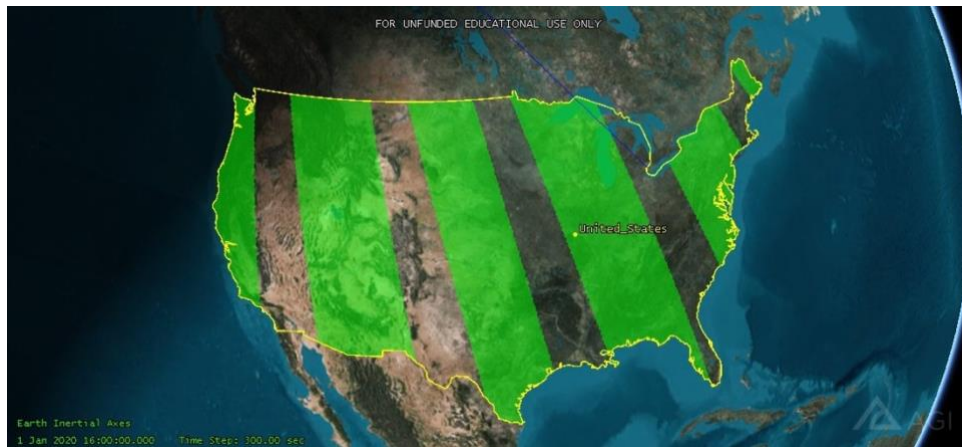 FOR UNFUNDED EDUCATIONAL USE ONLY
United_States
AGI
Earth Inertial Axes
1 Jan 2020 16:00:00.000 Time Step: 300.00 sec